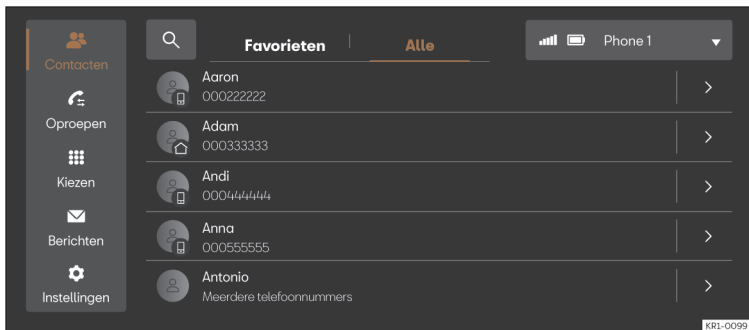 Contacten
Oproepen
Kiezen
Berichten
Instellingen
Favorieten
Alle
Phone 1
Aaron
000222222
Adam
000333333
Andi
000444444
Anna
000555555
Antonio
Meerdere telefoonnummers
KR1-0099